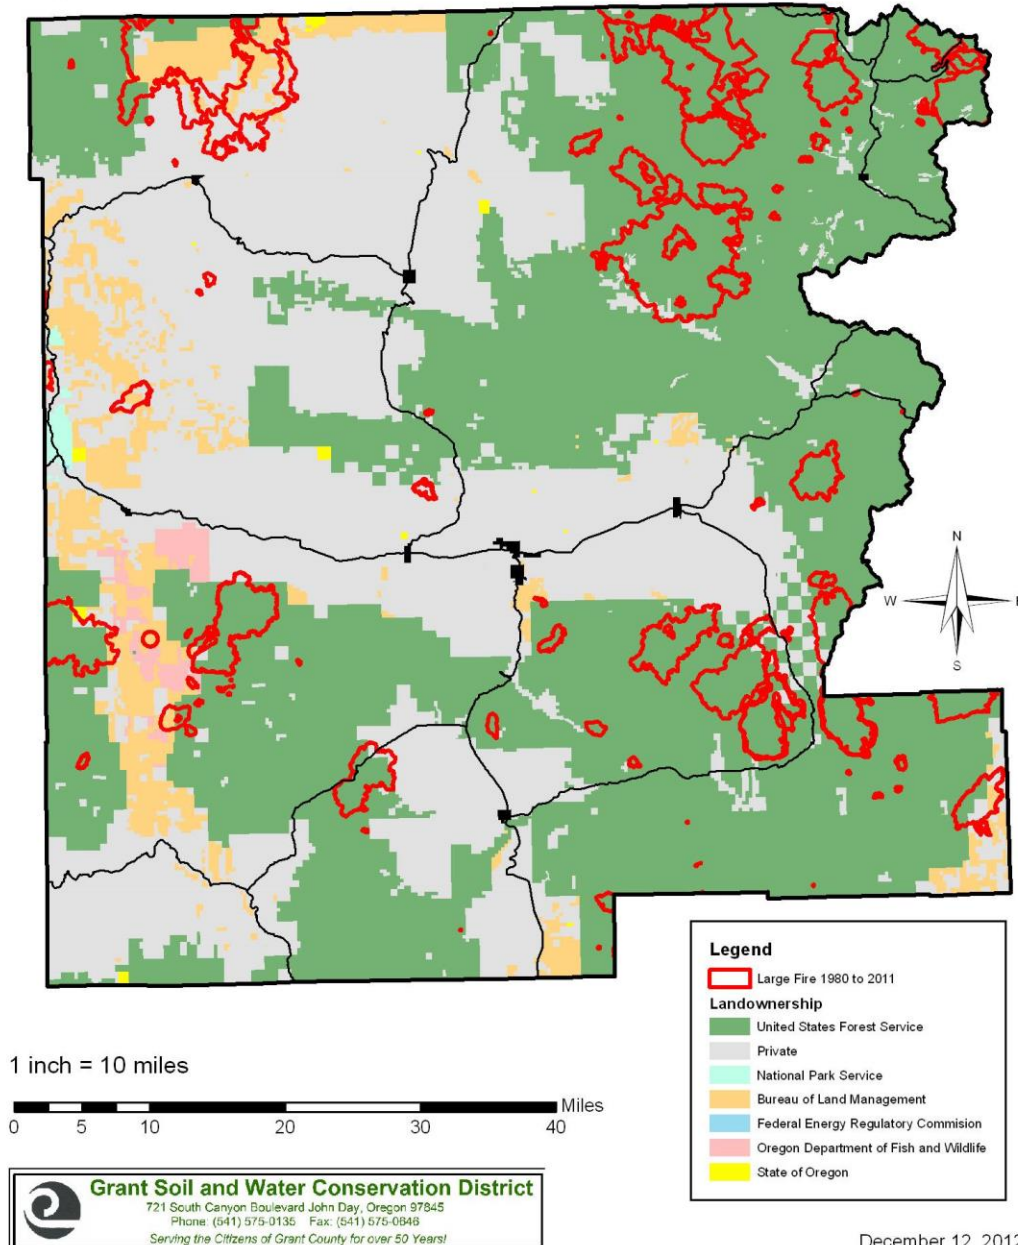 N
W E
S
Legend
Large Fire 1980 to 2011
Landownership
United States Forest Service
Private
National Park Service
Bureau of Land Management
Federal Energy Regulatory Commision
Oregon Department of Fish and Wildlife
State of Oregon
1 inch = 10 miles
Miles
0 5 10 20 30 40
Grant Soil and Water Conservation District
721 South Canyon Boulevard John Day, Oregon 97845
Phone: (541) 575-0135 Fax: (541) 575-0646
Serving the Citizens of Grant County for over 50 Years!
December 12, 2012